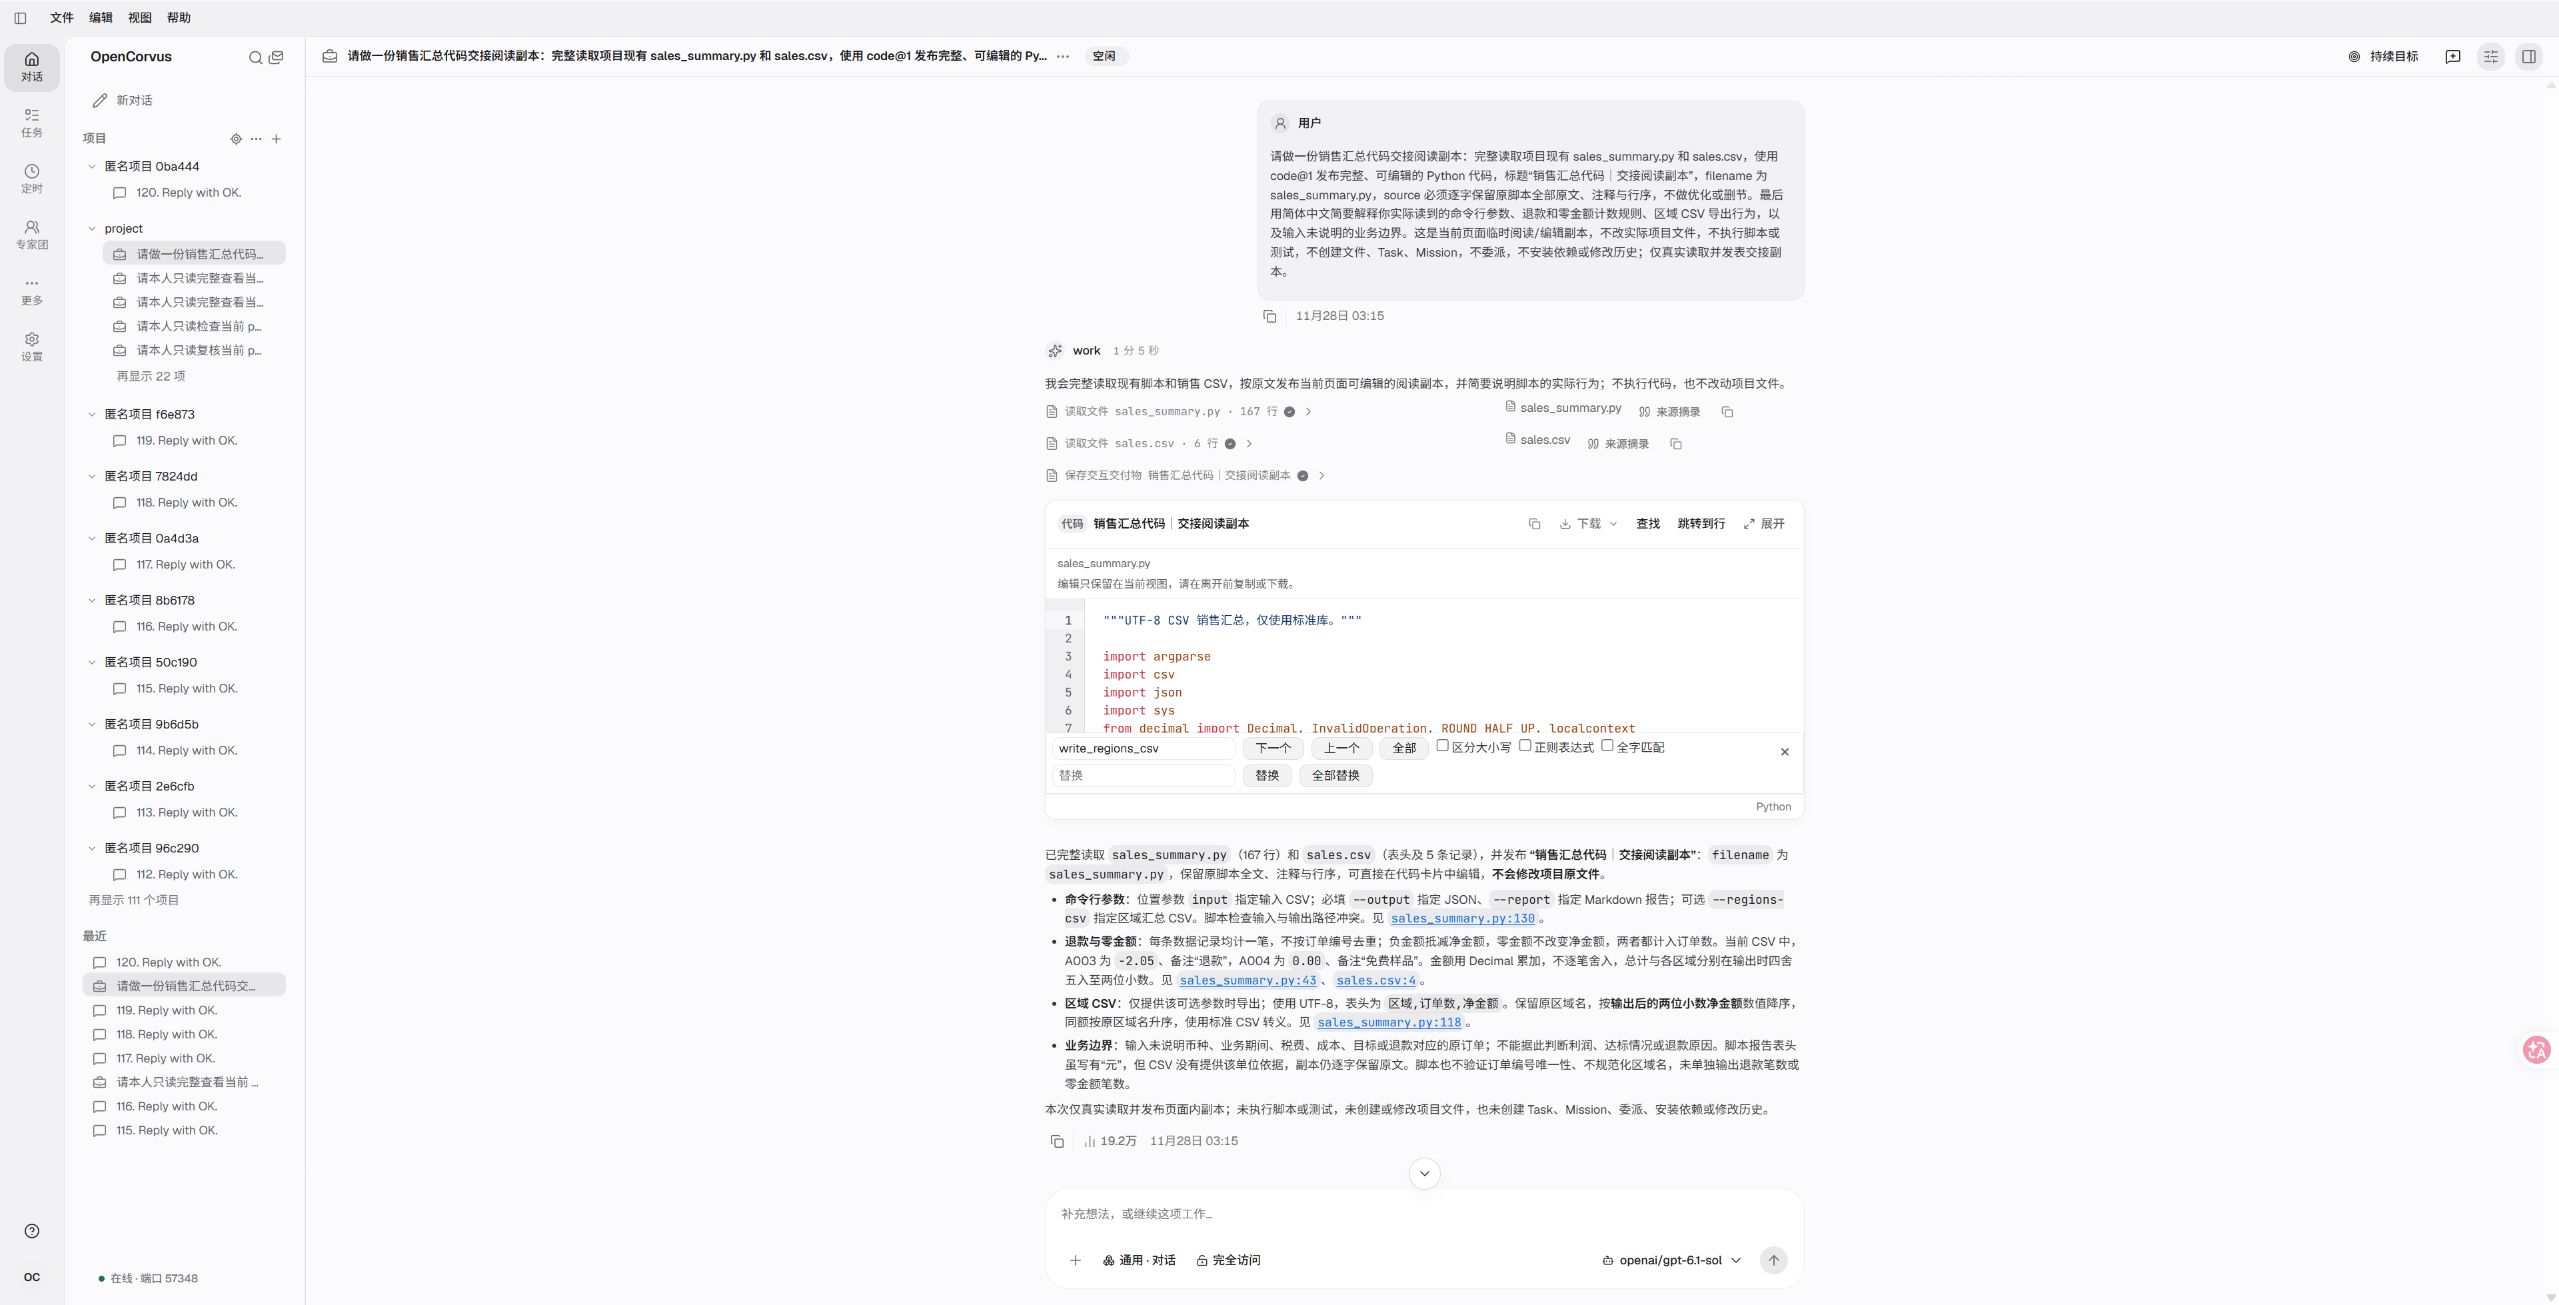 文件 编辑 视图 帮助
对话
任务
定时
专家团
更多
设置
OC
OpenCorvus
新对话
项目
匿名项目 0ba444
120. Reply with OK.
project
请做一份销售汇总代码...
请本人只读完整查看当...
请本人只读完整查看当...
请本人只读检查当前 p...
请本人只读复核当前 p...
再显示 22 项
匿名项目 f6e873
119. Reply with OK.
匿名项目 7824dd
118. Reply with OK.
匿名项目 0a4d3a
117. Reply with OK.
匿名项目 8b6178
116. Reply with OK.
匿名项目 50c190
115. Reply with OK.
匿名项目 9b6d5b
114. Reply with OK.
匿名项目 2e6cfb
113. Reply with OK.
匿名项目 96c290
112. Reply with OK.
再显示 111 个项目
最近
120. Reply with OK.
请做一份销售汇总代码交...
119. Reply with OK.
118. Reply with OK.
117. Reply with OK.
请本人只读完整查看当前 ...
116. Reply with OK.
115. Reply with OK.
在线 · 端口 57348
请做一份销售汇总代码交接阅读副本：完整读取项目现有 sales_summary.py 和 sales.csv，使用 code@1 发布完整、可编辑的 Py... 空闲
持续目标
用户
请做一份销售汇总代码交接阅读副本：完整读取项目现有 sales_summary.py 和 sales.csv，使用
code@1 发布完整、可编辑的 Python 代码，标题“销售汇总代码｜交接阅读副本”，filename 为
sales_summary.py，source 必须逐字保留原脚本全部原文、注释与行序，不做优化或删节。最后
用简体中文简要解释你实际读到的命令行参数、退款和零金额计数规则、区域 CSV 导出行为，以
及输入未说明的业务边界。这是当前页面临时阅读/编辑副本，不改实际项目文件，不执行脚本或
测试，不创建文件、Task、Mission，不委派，不安装依赖或修改历史；仅真实读取并发表交接副
本。
11月28日 03:15
work 1 分 5 秒
我会完整读取现有脚本和销售 CSV，按原文发布当前页面可编辑的阅读副本，并简要说明脚本的实际行为；不执行代码，也不改动项目文件。
读取文件 sales_summary.py · 167 行 sales_summary.py 来源摘录
读取文件 sales.csv · 6 行 sales.csv 来源摘录
保存交互交付物 销售汇总代码｜交接阅读副本
代码 销售汇总代码｜交接阅读副本 下载 查找 跳转到行 展开
sales_summary.py
编辑只保留在当前视图，请在离开前复制或下载。
1 """UTF-8 CSV 销售汇总，仅使用标准库。"""
2
3 import argparse
4 import csv
5 import json
6 import sys
7 from decimal import Decimal, InvalidOperation, ROUND_HALF_UP, localcontext
write_regions_csv 下一个 上一个 全部 区分大小写 正则表达式 全字匹配 ×
替换 替换 全部替换
Python
已完整读取 sales_summary.py（167 行）和 sales.csv（表头及 5 条记录），并发布 “销售汇总代码｜交接阅读副本”：filename 为
sales_summary.py，保留原脚本全文、注释与行序，可直接在代码卡片中编辑，不会修改项目原文件。
• 命令行参数：位置参数 input 指定输入 CSV；必填 --output 指定 JSON、--report 指定 Markdown 报告；可选 --regions-
csv 指定区域汇总 CSV。脚本检查输入与输出路径冲突。见 sales_summary.py:130。
• 退款与零金额：每条数据记录均计一笔，不按订单编号去重；负金额抵减净金额，零金额不改变净金额，两者都计入订单数。当前 CSV 中，
A003 为 -2.05、备注“退款”，A004 为 0.00、备注“免费样品”。金额用 Decimal 累加，不逐笔舍入，总计与各区域分别在输出时四舍
五入至两位小数。见 sales_summary.py:43、sales.csv:4。
• 区域 CSV：仅提供该可选参数时导出；使用 UTF-8，表头为 区域,订单数,净金额。保留原区域名，按输出后的两位小数净金额数值降序，
同额按原区域名升序，使用标准 CSV 转义。见 sales_summary.py:118。
• 业务边界：输入未说明币种、业务期间、税费、成本、目标或退款对应的原订单；不能据此判断利润、达标情况或退款原因。脚本报告表头
虽写有“元”，但 CSV 没有提供该单位依据，副本仍逐字保留原文。脚本也不验证订单编号唯一性、不规范化区域名，未单独输出退款笔数或
零金额笔数。
本次仅真实读取并发布页面内副本；未执行脚本或测试，未创建或修改项目文件，也未创建 Task、Mission、委派、安装依赖或修改历史。
19.2万 11月28日 03:15
补充想法，或继续这项工作...
通用 · 对话 完全访问 openai/gpt-6.1-sol